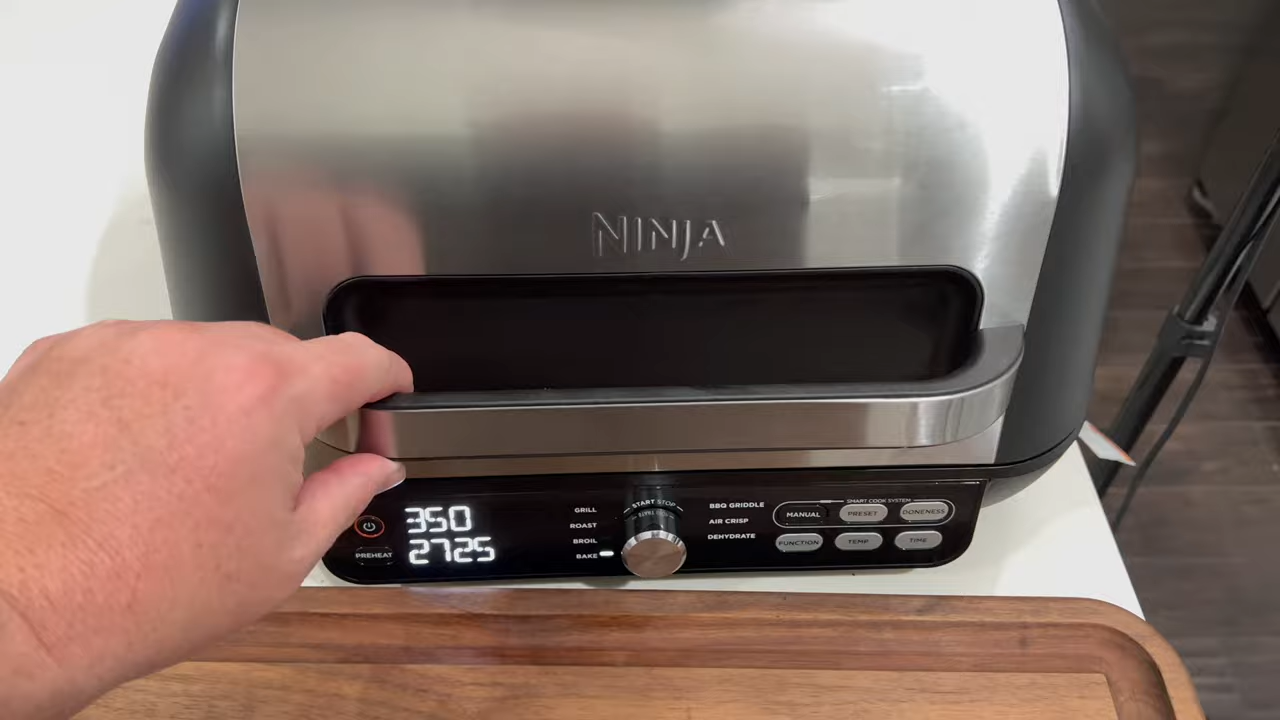 NINJA
START STOP
GRILL
ROAST
BROIL
BAKE
BBQ GRIDDLE
AIR CRISP
DEHYDRATE
SMART COOK SYSTEM
MANUAL
PRESET
DONENESS
FUNCTION
TEMP
TIME
350
2725
PREHEAT